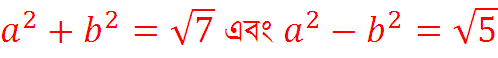 a² + b² = √7 এবং a² − b² = √5